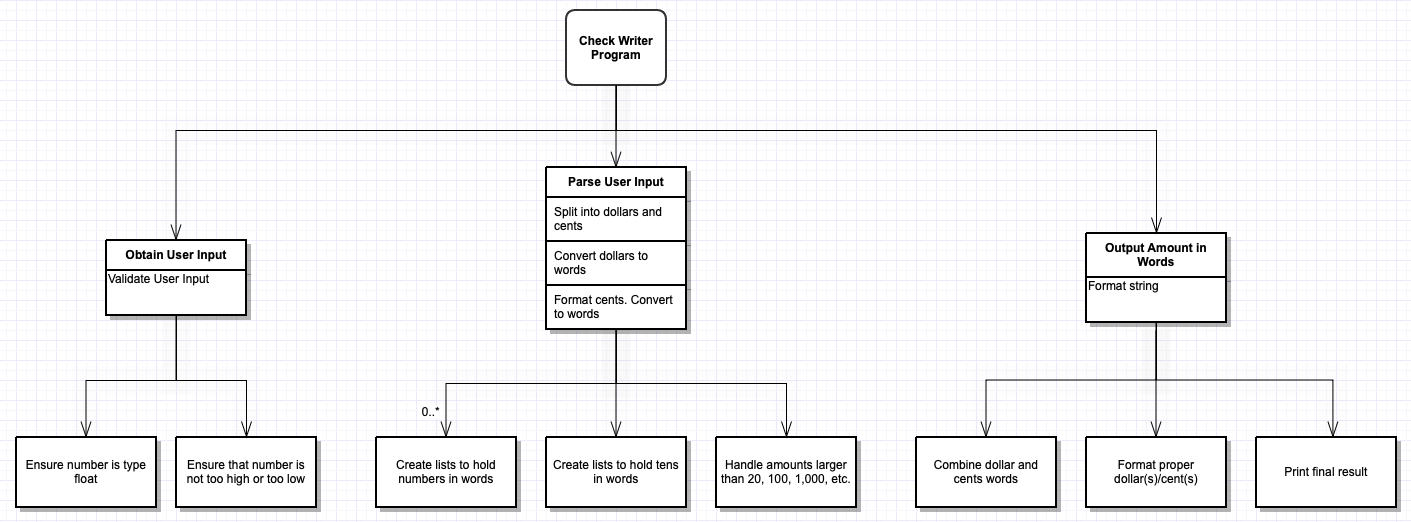 Check Writer
Program
Parse User Input
Split into dollars and
cents
Convert dollars to
words
Format cents. Convert
to words
Obtain User Input
Validate User Input
Output Amount in
Words
Format string
0..*
Ensure number is type
float
Ensure that number is
not too high or too low
Create lists to hold
numbers in words
Create lists to hold tens
in words
Handle amounts larger
than 20, 100, 1,000, etc.
Combine dollar and
cents words
Format proper
dollar(s)/cent(s)
Print final result